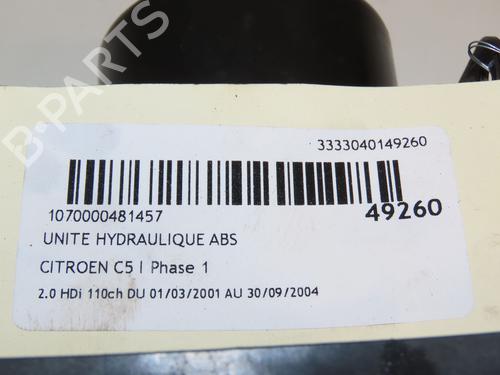 B-PARTS
3333040149260
1070000481457
49260
UNITE HYDRAULIQUE ABS
CITROEN C5 I Phase 1
2.0 HDi 110ch DU 01/03/2001 AU 30/09/2004